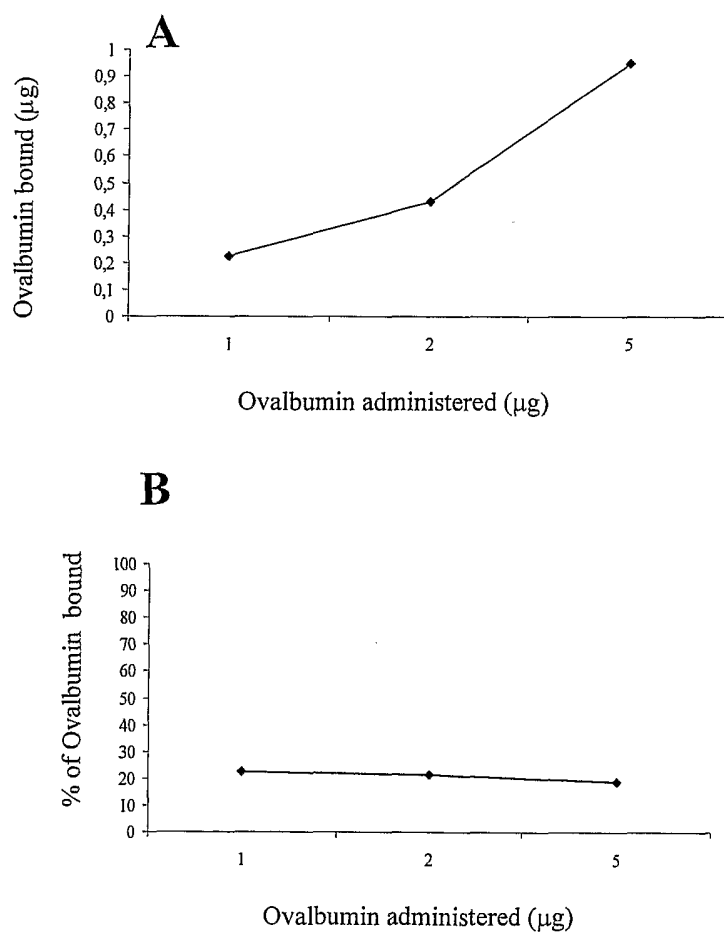 A
Ovalbumin bound (µg)
1
0,9
0,8
0,7
0,6
0,5
0,4
0,3
0,2
0,1
0
1 2 5
Ovalbumin administered (µg)
B
% of Ovalbumin bound
100
90
80
70
60
50
40
30
20
10
0
1 2 5
Ovalbumin administered (µg)